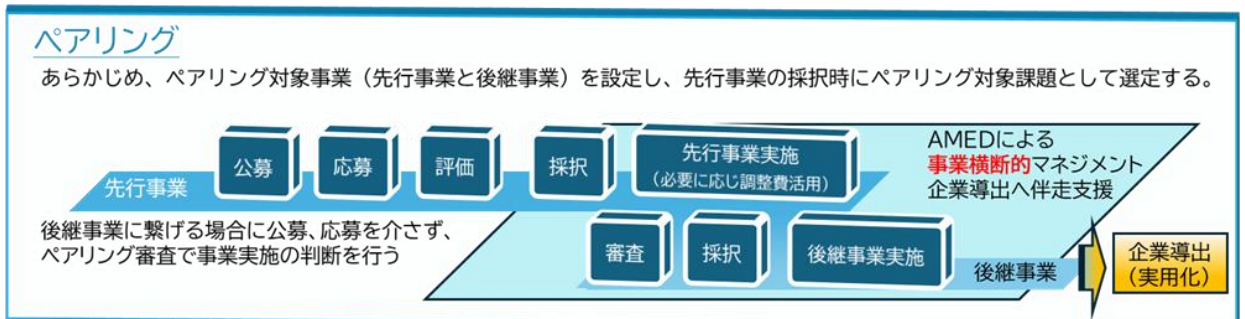 ペアリング
あらかじめ、ペアリング対象事業（先行事業と後継事業）を設定し、先行事業の採択時にペアリング対象課題として選定する。
先行事業
公募
応募
評価
採択
先行事業実施
（必要に応じ調整費活用）
AMEDによる
事業横断的マネジメント
企業導出へ伴走支援
後継事業に繋げる場合に公募、応募を介さず、
ペアリング審査で事業実施の判断を行う
審査
採択
後継事業実施
後継事業
企業導出
（実用化）